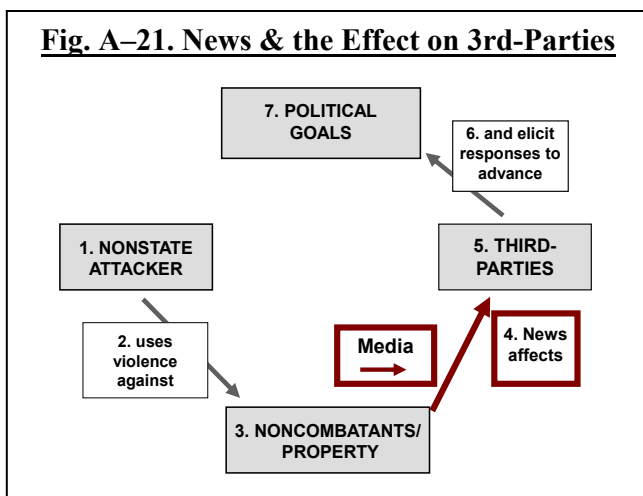 Fig. A–21. News & the Effect on 3rd-Parties
7. POLITICAL
GOALS
6. and elicit
responses to
advance
1. NONSTATE
ATTACKER
5. THIRD-
PARTIES
2. uses
violence
against
Media
4. News
affects
3. NONCOMBATANTS/
PROPERTY